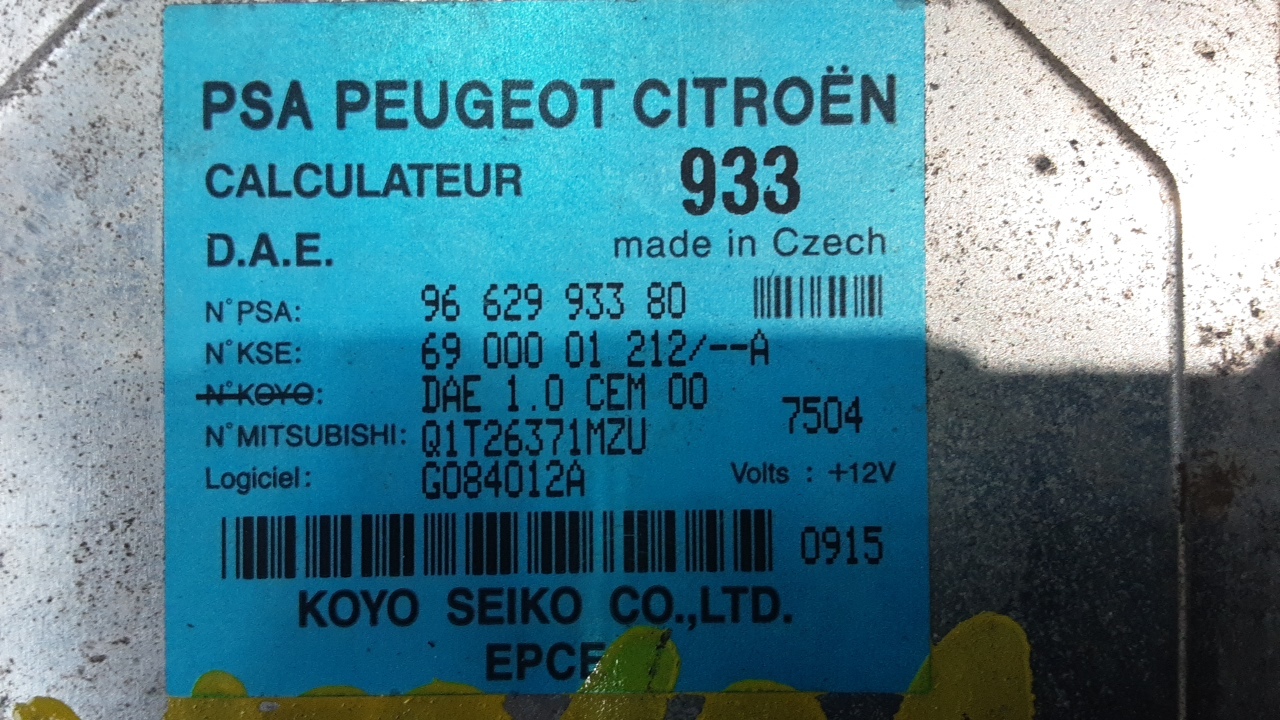 PSA PEUGEOT CITROËN
CALCULATEUR 933
D.A.E. made in Czech
N°PSA: 96 629 933 80
N°KSE: 69 000 01 212/--A
N°KOYO: DAE 1.0 CEM 00
7504
N°MITSUBISHI: Q1T26371MZU
Logiciel: G084012A Volts : +12V
0915
KOYO SEIKO CO.,LTD.
EPCE